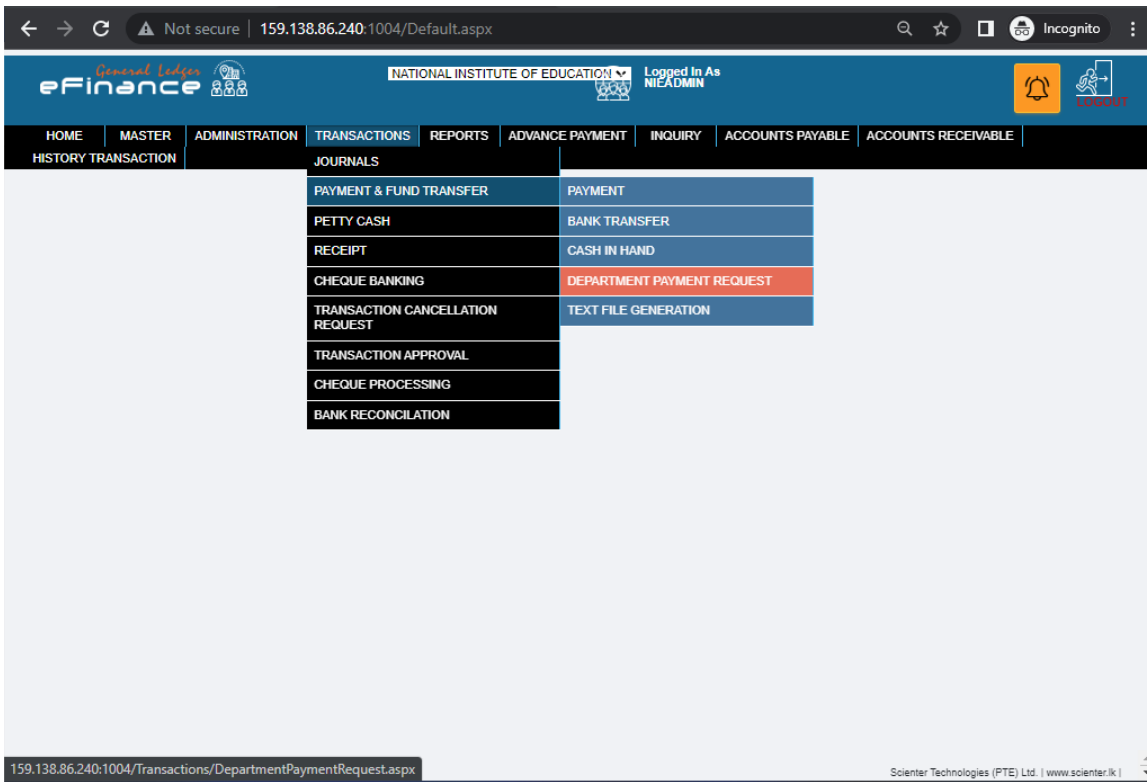 Not secure | 159.138.86.240:1004/Default.aspx
Incognito
General Ledger
eFinance
NATIONAL INSTITUTE OF EDUCATION
Logged In As
NIEADMIN
LOGOUT
HOME MASTER ADMINISTRATION TRANSACTIONS REPORTS ADVANCE PAYMENT INQUIRY ACCOUNTS PAYABLE ACCOUNTS RECEIVABLE
HISTORY TRANSACTION
JOURNALS
PAYMENT & FUND TRANSFER
PETTY CASH
RECEIPT
CHEQUE BANKING
TRANSACTION CANCELLATION
REQUEST
TRANSACTION APPROVAL
CHEQUE PROCESSING
BANK RECONCILATION
PAYMENT
BANK TRANSFER
CASH IN HAND
DEPARTMENT PAYMENT REQUEST
TEXT FILE GENERATION
159.138.86.240:1004/Transactions/DepartmentPaymentRequest.aspx
Scienter Technologies (PTE) Ltd. | www.scienter.lk |